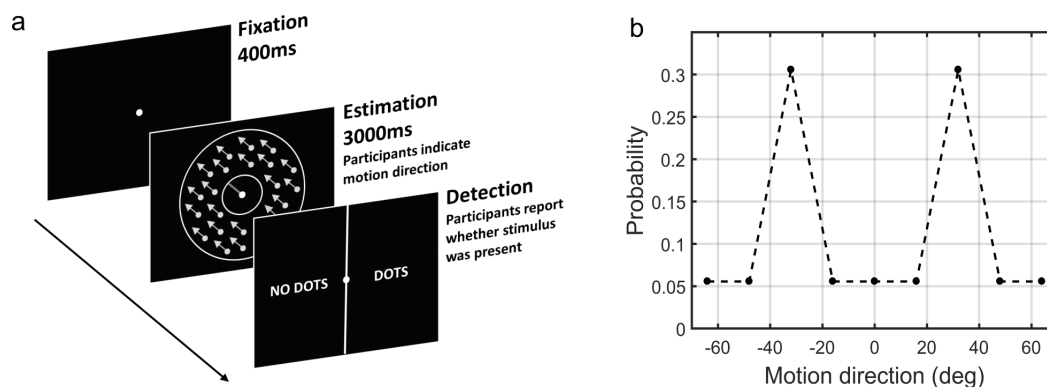 a
Fixation
400ms
Estimation
3000ms
Participants indicate
motion direction
Detection
Participants report
whether stimulus
was present
NO DOTS
DOTS
b
Probability
0.3
0.25
0.2
0.15
0.1
0.05
0
-60
-40
-20
0
20
40
60
Motion direction (deg)